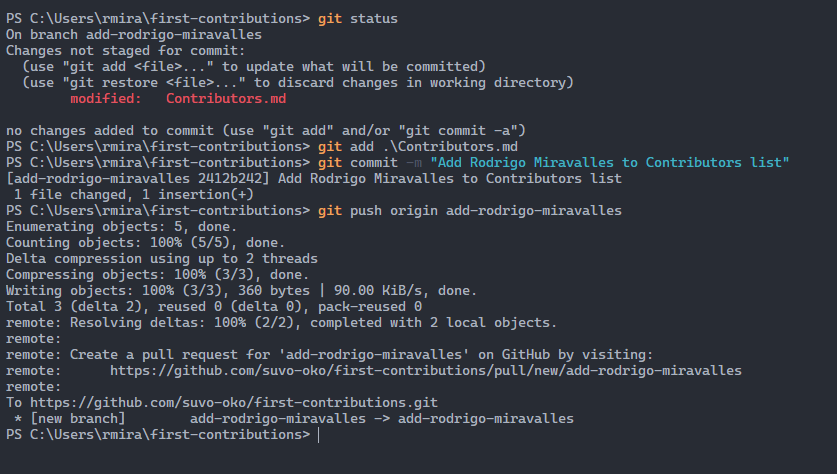 PS C:\Users\rmira\first-contributions> git status
On branch add-rodrigo-miravalles
Changes not staged for commit:
  (use "git add <file>..." to update what will be committed)
  (use "git restore <file>..." to discard changes in working directory)
        modified:   Contributors.md

no changes added to commit (use "git add" and/or "git commit -a")
PS C:\Users\rmira\first-contributions> git add .\Contributors.md
PS C:\Users\rmira\first-contributions> git commit -m "Add Rodrigo Miravalles to Contributors list"
[add-rodrigo-miravalles 2412b242] Add Rodrigo Miravalles to Contributors list
 1 file changed, 1 insertion(+)
PS C:\Users\rmira\first-contributions> git push origin add-rodrigo-miravalles
Enumerating objects: 5, done.
Counting objects: 100% (5/5), done.
Delta compression using up to 2 threads
Compressing objects: 100% (3/3), done.
Writing objects: 100% (3/3), 360 bytes | 90.00 KiB/s, done.
Total 3 (delta 2), reused 0 (delta 0), pack-reused 0
remote: Resolving deltas: 100% (2/2), completed with 2 local objects.
remote:
remote: Create a pull request for 'add-rodrigo-miravalles' on GitHub by visiting:
remote:      https://github.com/suvo-oko/first-contributions/pull/new/add-rodrigo-miravalles
remote:
To https://github.com/suvo-oko/first-contributions.git
 * [new branch]        add-rodrigo-miravalles -> add-rodrigo-miravalles
PS C:\Users\rmira\first-contributions>